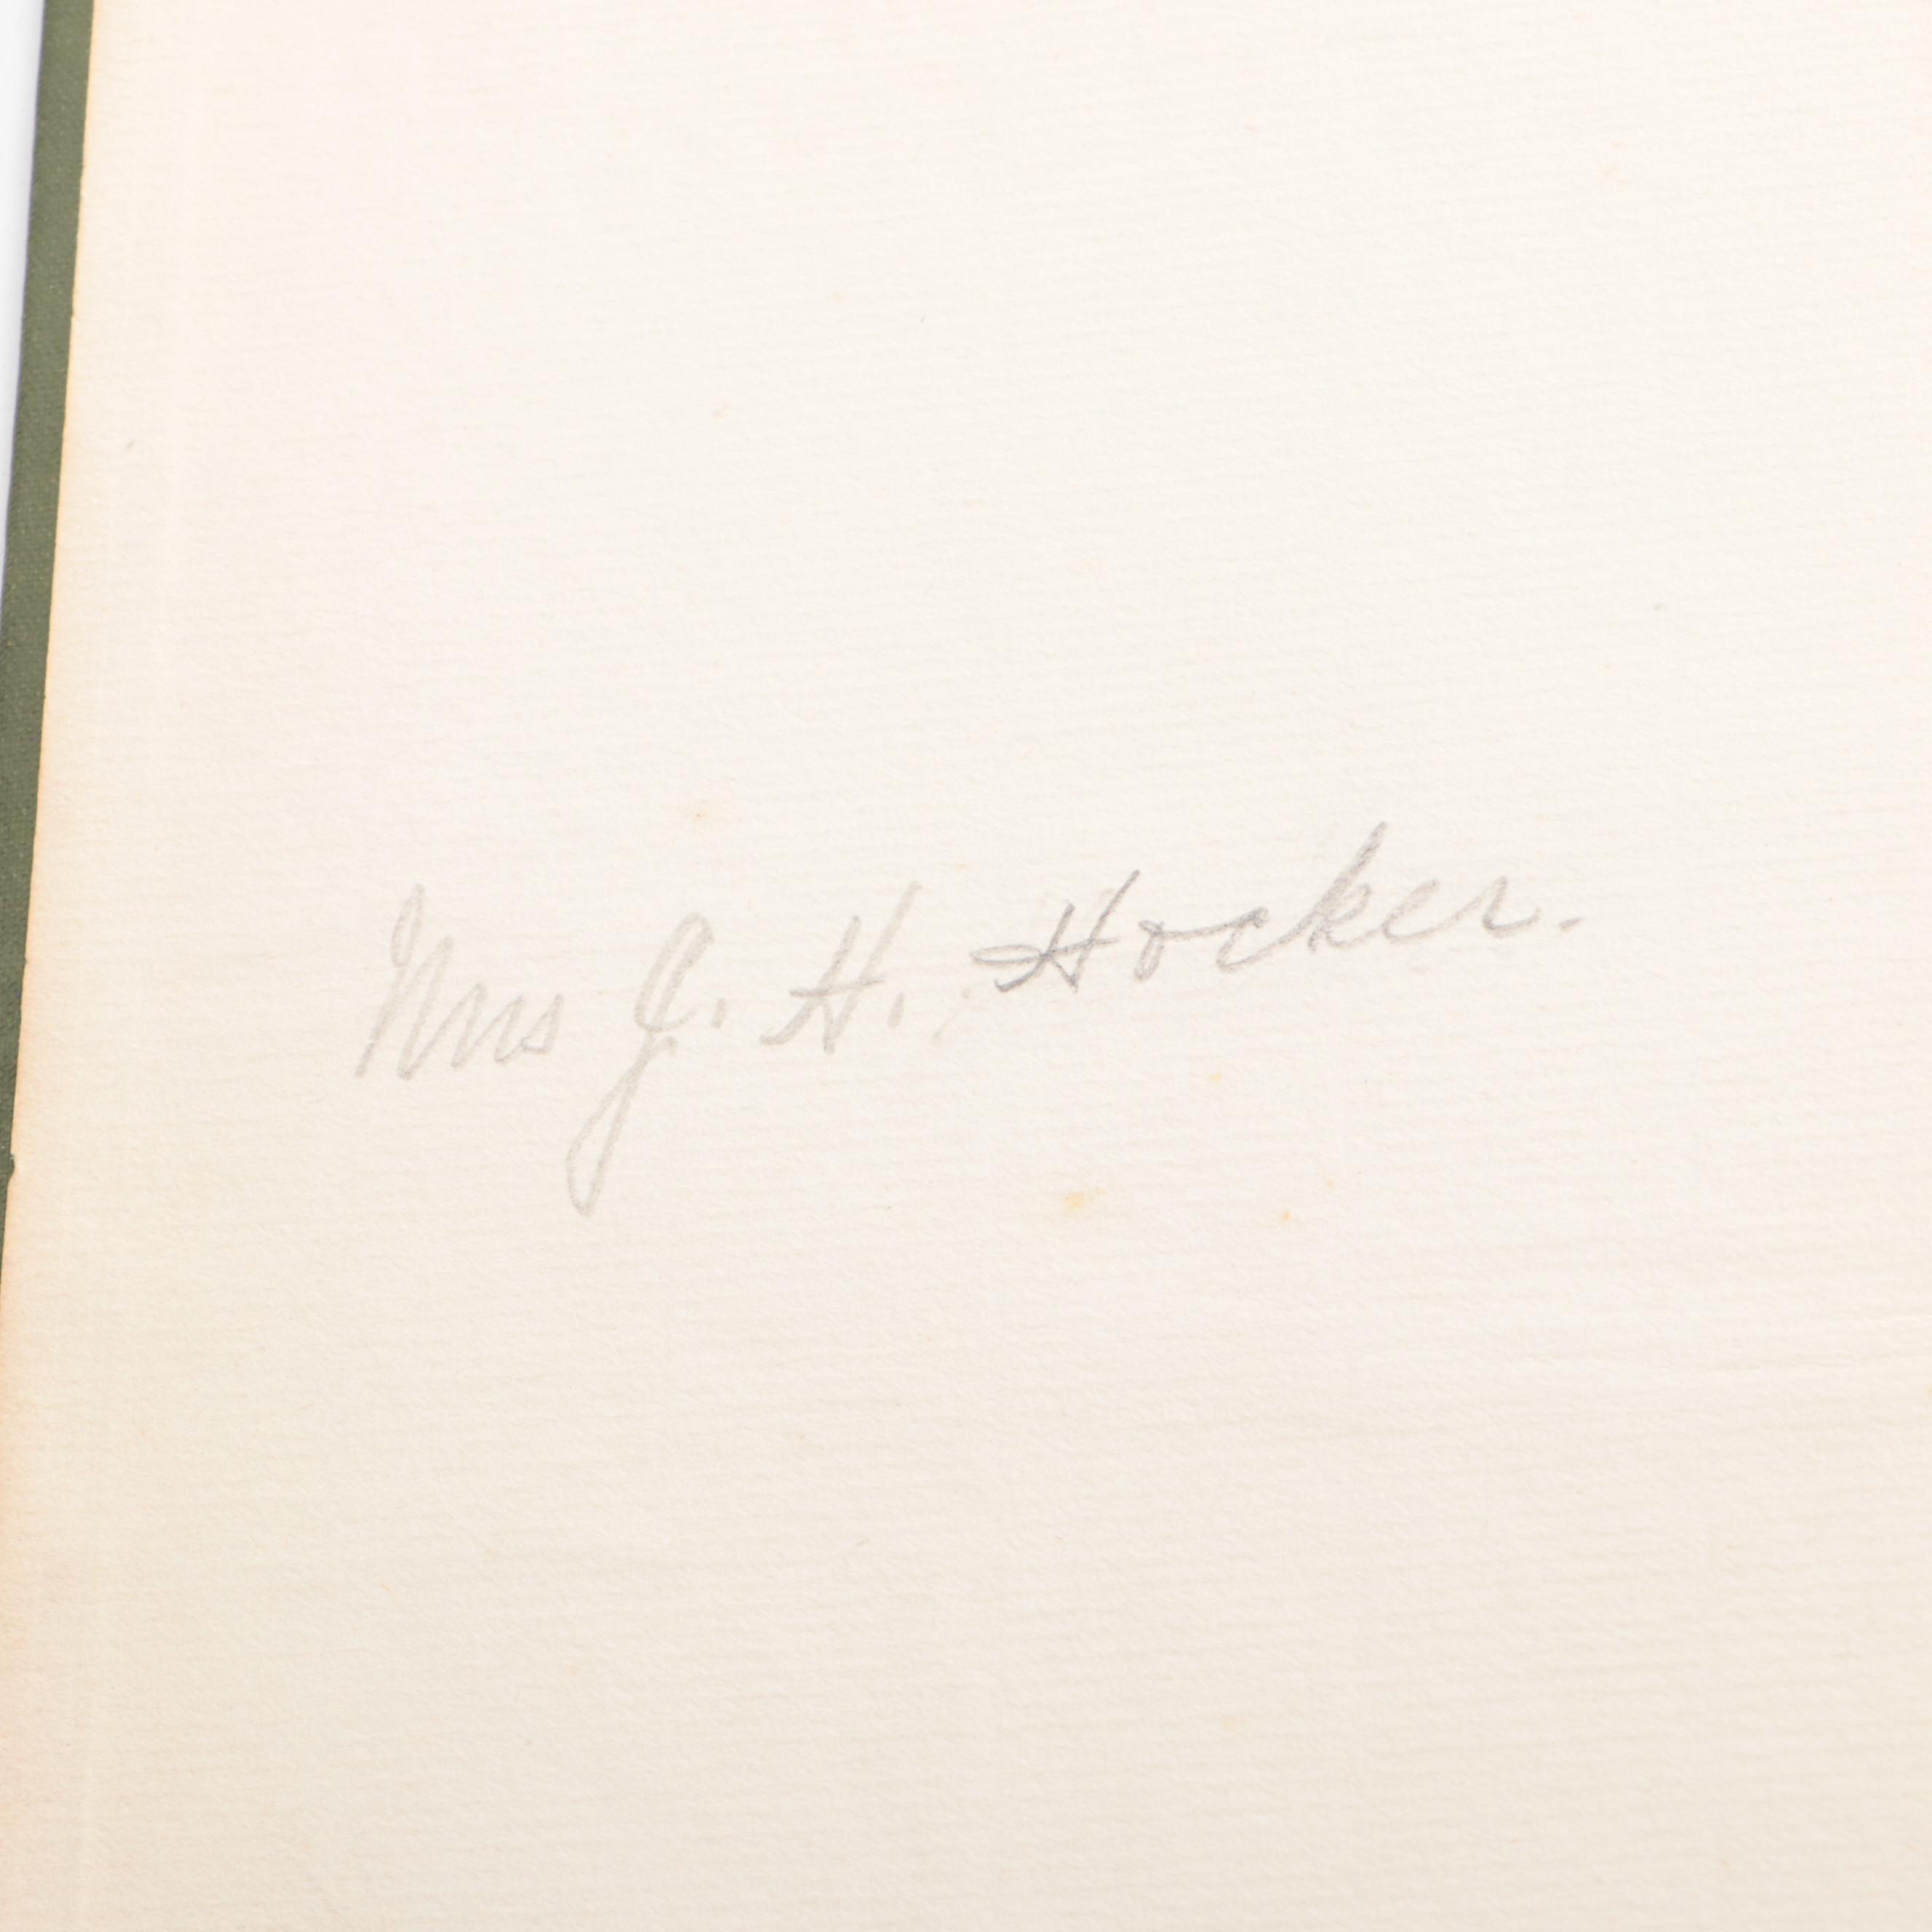 Mrs J. H. Hocker.